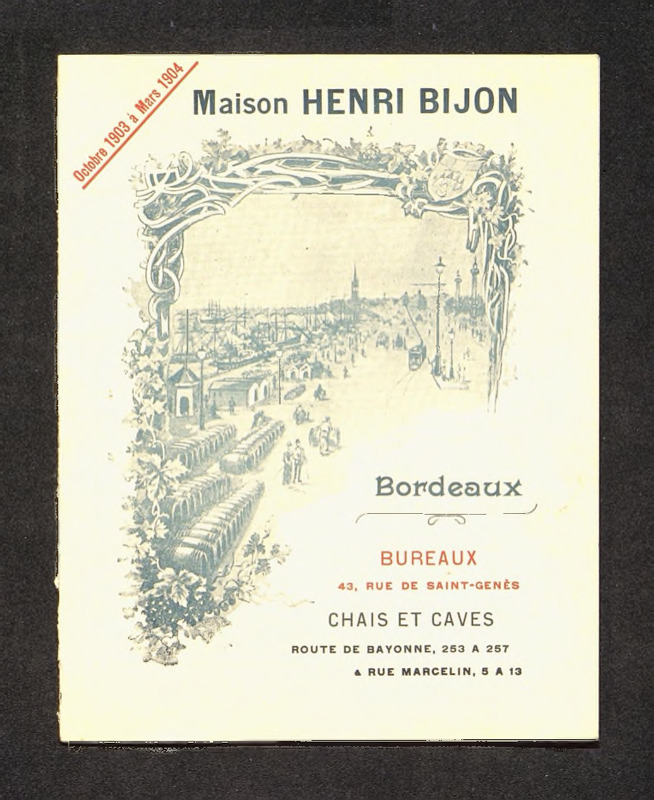 Octobre 1903 à Mars 1904
Maison HENRI BIJON
Bordeaux
BUREAUX
43, RUE DE SAINT-GENÈS
CHAIS ET CAVES
ROUTE DE BAYONNE, 253 A 257
& RUE MARCELIN, 5 A 13